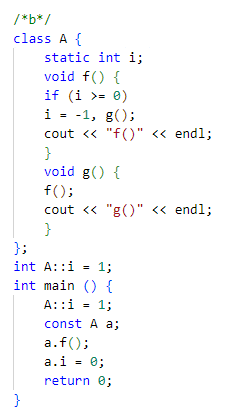 /*b*/
class A {
    static int i;
    void f() {
    if (i >= 0)
    i = -1, g();
    cout << "f()" << endl;
    }
    void g() {
    f();
    cout << "g()" << endl;
    }
};
int A::i = 1;
int main () {
    A::i = 1;
    const A a;
    a.f();
    a.i = 0;
    return 0;
}